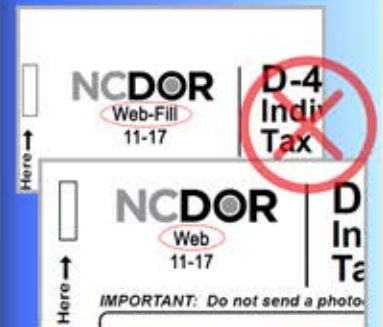 NCDOR
Web-Fill
11-17
D-4
Indiv
Tax
Here →
NCDOR
Web
11-17
D
In
Ta
Here →
IMPORTANT: Do not send a photo